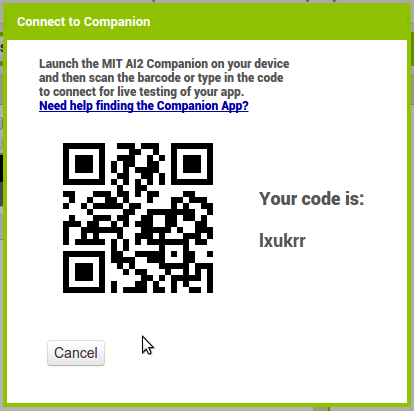 Connect to Companion
Launch the MIT AI2 Companion on your device
and then scan the barcode or type in the code
to connect for live testing of your app.
Need help finding the Companion App?
Your code is:
lxukrr
Cancel